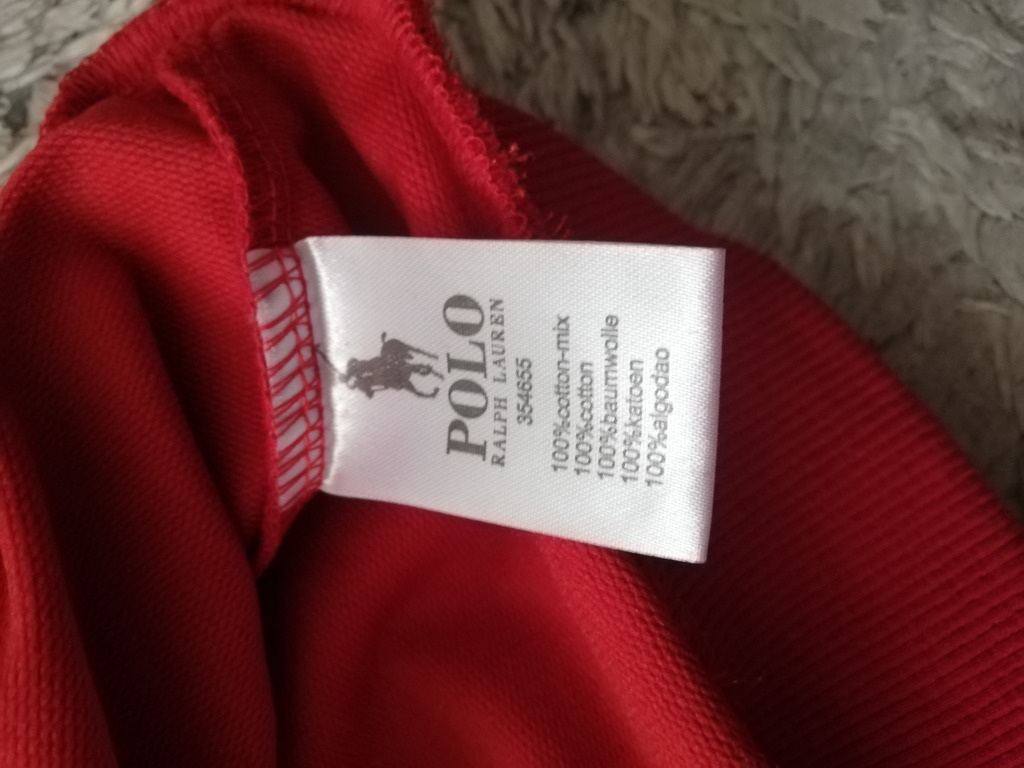 POLO
RALPH LAUREN
354655
100%cotton-mix
100%cotton
100%baumwolle
100%katoen
100%algodao